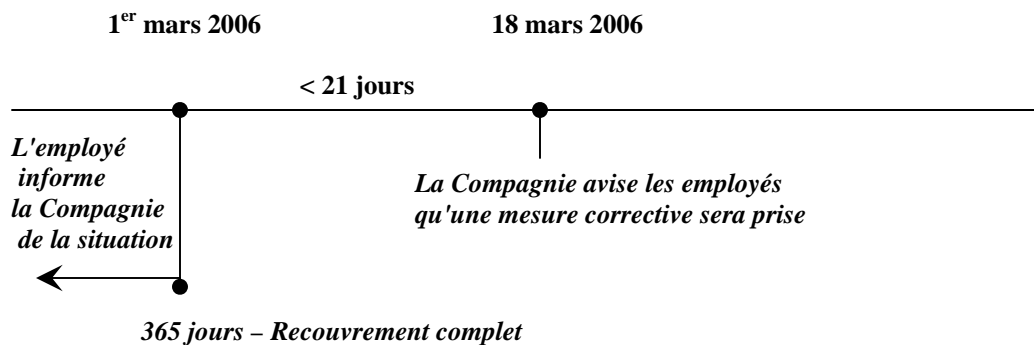 1er mars 2006
18 mars 2006
< 21 jours
L'employé
informe
la Compagnie
de la situation
La Compagnie avise les employés
qu'une mesure corrective sera prise
365 jours – Recouvrement complet